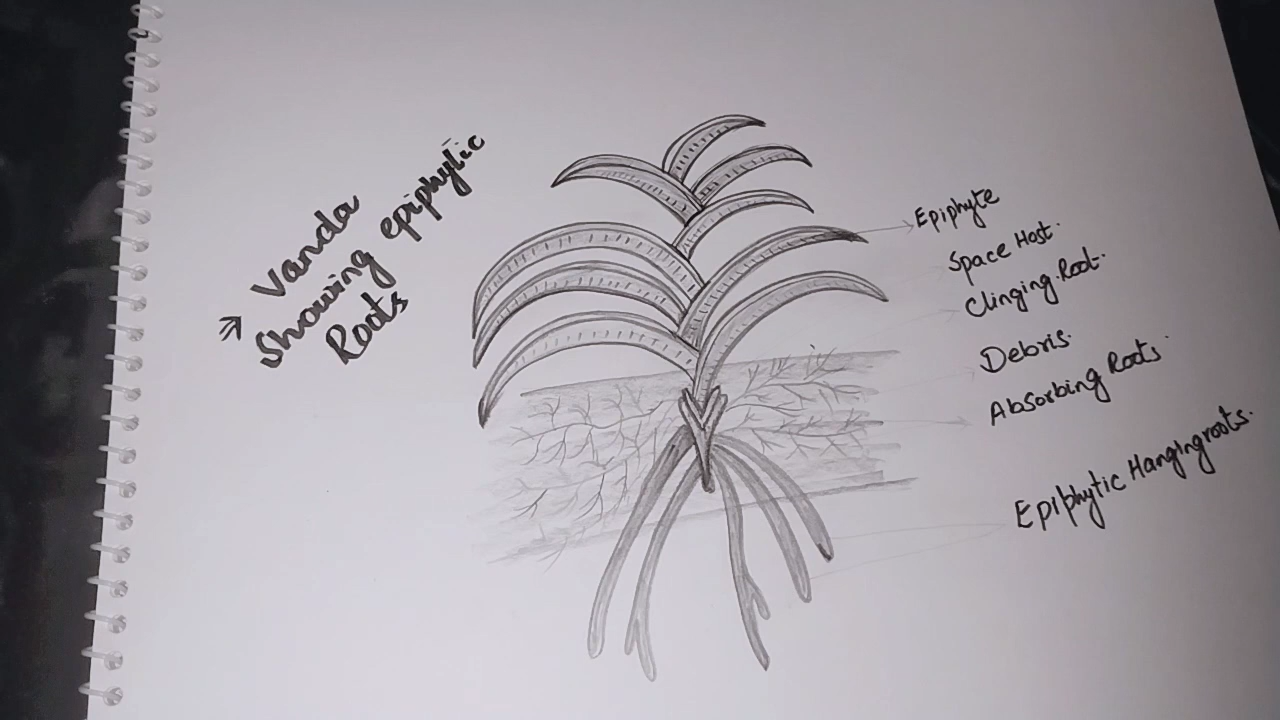 Vanda
Showing epiphytic
Roots
Epiphyte
Space Host.
Clinging.Root.
Debris.
Absorbing Roots.
Epiphytic Hangingroots.